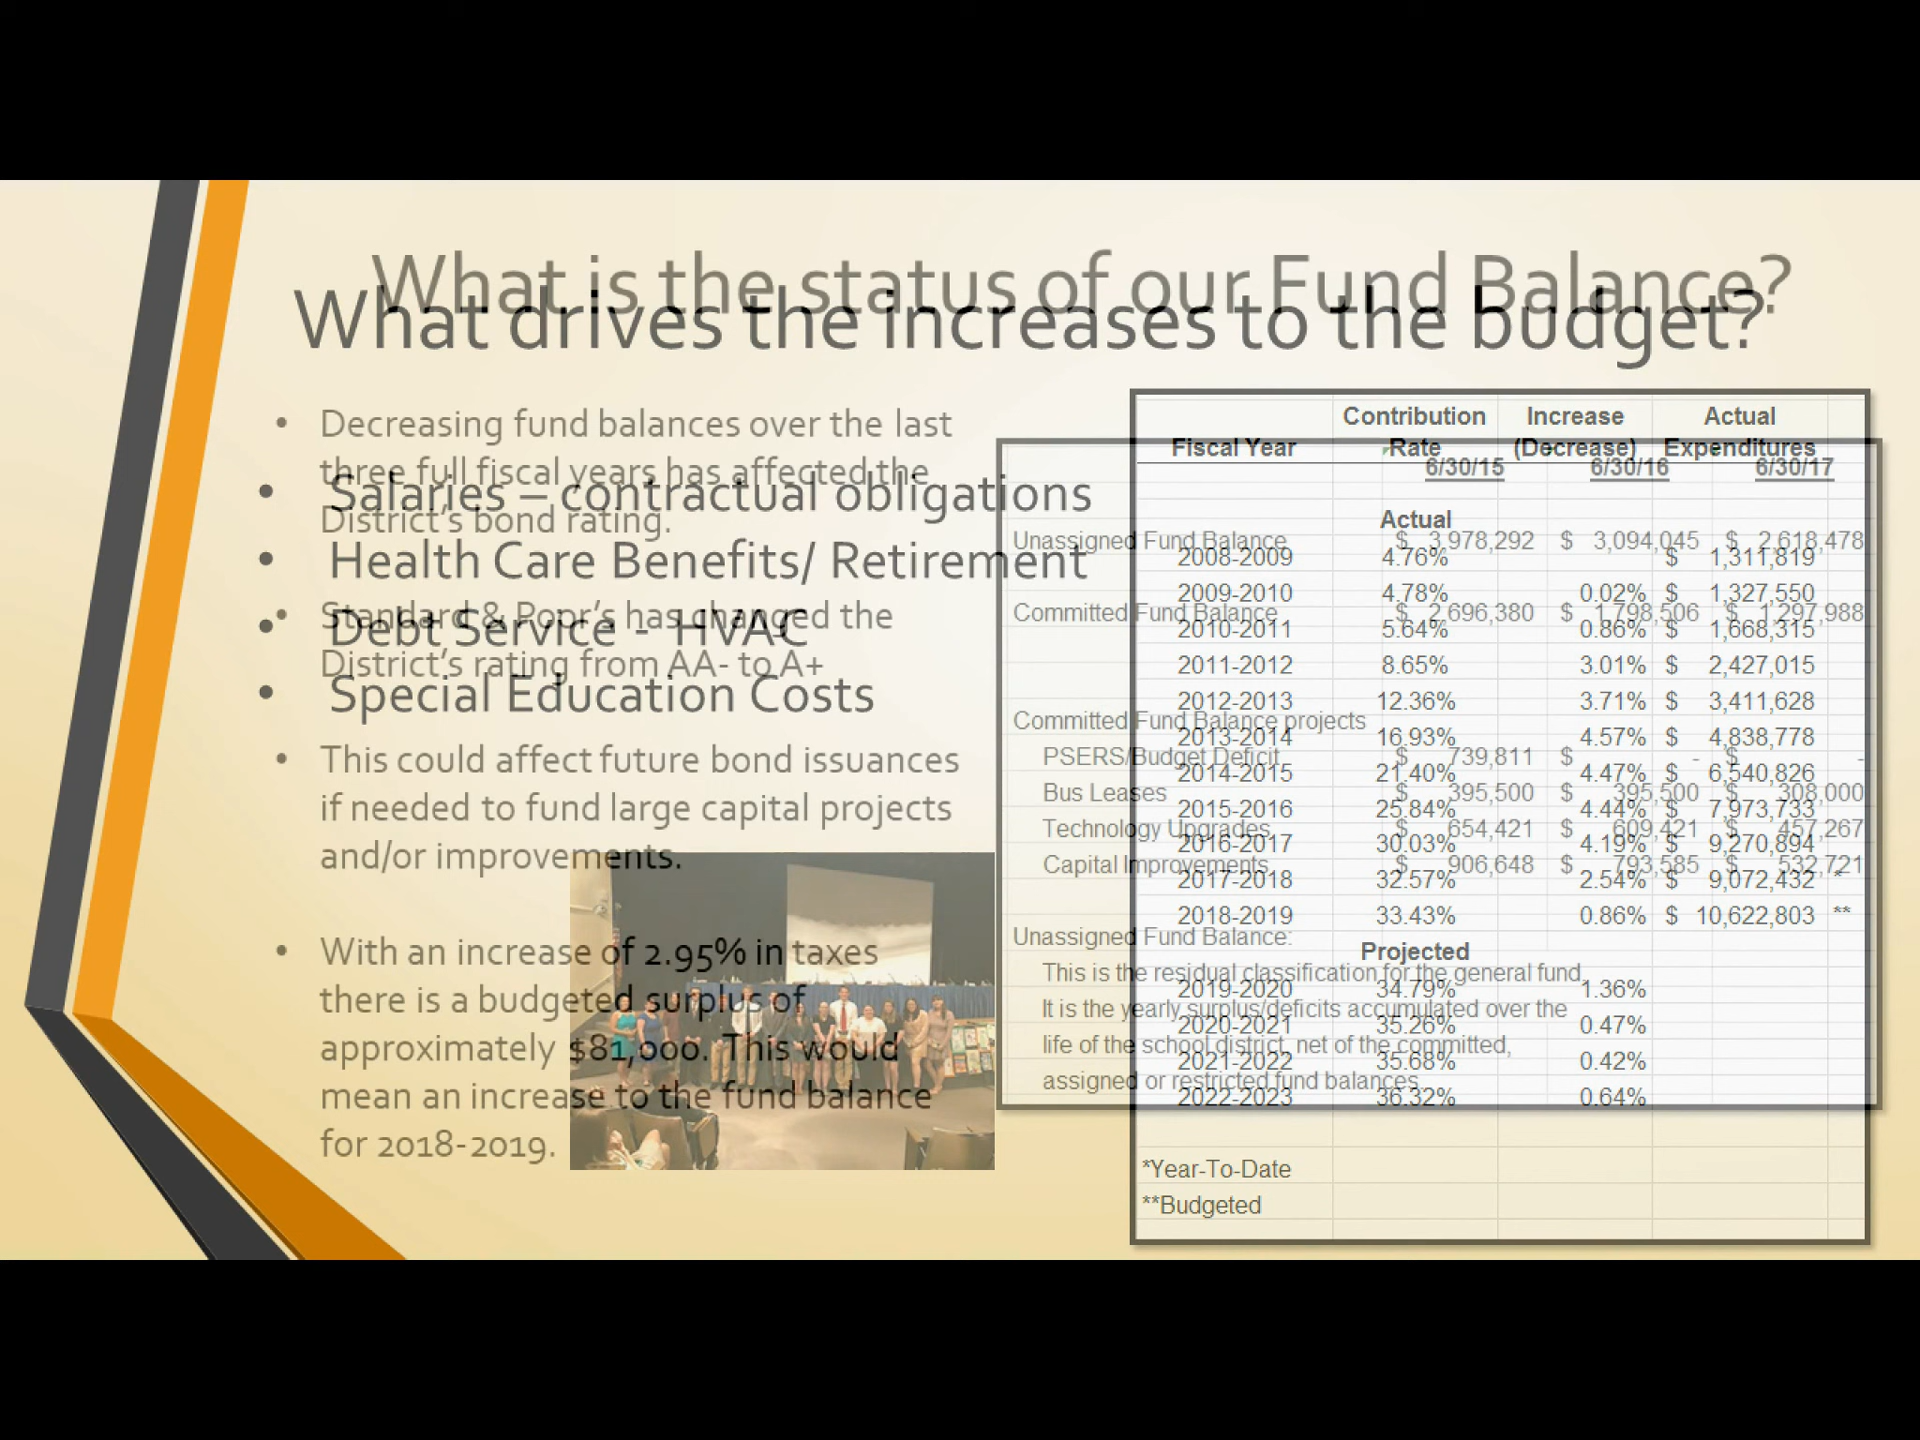 What is the status of our Fund Balance?
• Decreasing fund balances over the last
three full fiscal years has affected the
District's bond rating.
• Standard & Poor's has changed the
District's rating from AA- to A+
• This could affect future bond issuances
if needed to fund large capital projects
and/or improvements.
• With an increase of 2.95% in taxes
there is a budgeted surplus of
approximately $81,000. This would
mean an increase to the fund balance
for 2018-2019.
6/30/15 6/30/16 6/30/17
Unassigned Fund Balance $ 3,978,292 $ 3,094,045 $ 2,618,478
Committed Fund Balance $ 2,696,380 $ 1,798,506 $ 1,297,988
Committed Fund Balance projects
PSERS/Budget Deficit $ 739,811 $ - $ -
Bus Leases $ 395,500 $ 395,500 $ 308,000
Technology Upgrades $ 654,421 $ 609,421 $ 457,267
Capital Improvements $ 906,648 $ 793,585 $ 532,721
Unassigned Fund Balance:
This is the residual classification for the general fund.
It is the yearly surplus/deficits accumulated over the
life of the school district, net of the committed,
assigned or restricted fund balances.
What drives the increases to the budget?
• Salaries – contractual obligations
• Health Care Benefits/ Retirement
• Debt Service - HVAC
• Special Education Costs
Contribution Increase Actual
Fiscal Year Rate (Decrease) Expenditures
Actual
2008-2009 4.76% $ 1,311,819
2009-2010 4.78% 0.02% $ 1,327,550
2010-2011 5.64% 0.86% $ 1,668,315
2011-2012 8.65% 3.01% $ 2,427,015
2012-2013 12.36% 3.71% $ 3,411,628
2013-2014 16.93% 4.57% $ 4,838,778
2014-2015 21.40% 4.47% $ 6,540,826
2015-2016 25.84% 4.44% $ 7,973,733
2016-2017 30.03% 4.19% $ 9,270,894
2017-2018 32.57% 2.54% $ 9,072,432 *
2018-2019 33.43% 0.86% $ 10,622,803 **
Projected
2019-2020 34.79% 1.36%
2020-2021 35.26% 0.47%
2021-2022 35.68% 0.42%
2022-2023 36.32% 0.64%
*Year-To-Date
**Budgeted